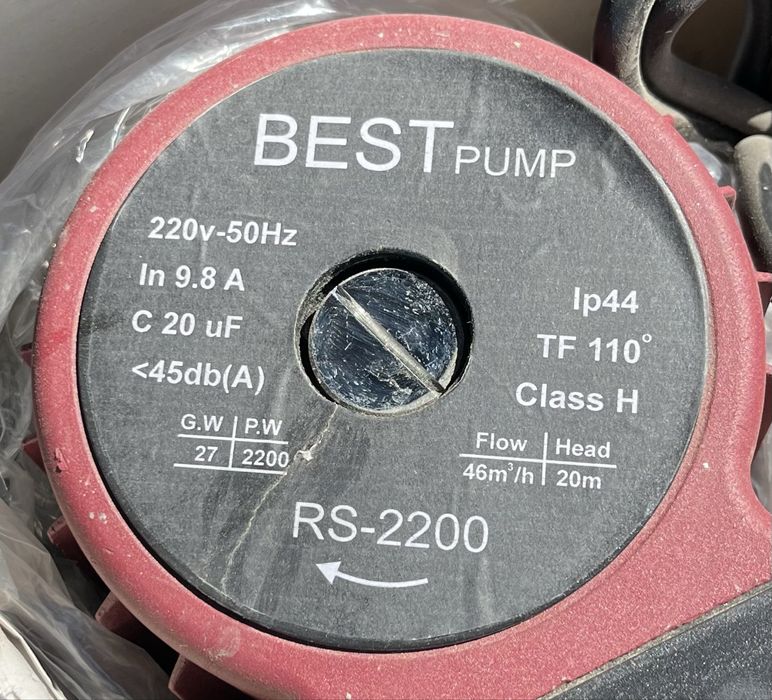 BEST PUMP
220v-50Hz
In 9.8 A
C 20 uF
<45db(A)
G.W P.W
27 2200
Ip44
TF 110°
Class H
Flow Head
46m³/h 20m
RS-2200